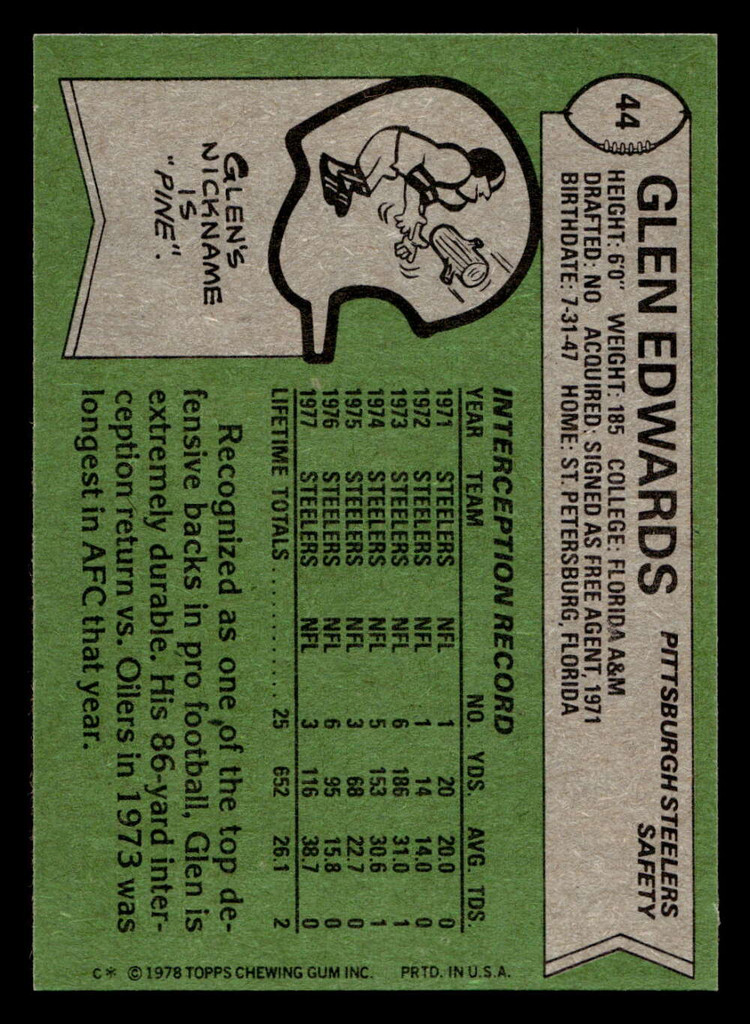 44
GLEN EDWARDS
PITTSBURGH STEELERS
SAFETY
HEIGHT: 6'0" WEIGHT: 185 COLLEGE: FLORIDA A&M
DRAFTED: NO ACQUIRED: SIGNED AS FREE AGENT, 1971
BIRTHDATE: 7-31-47 HOME: ST. PETERSBURG, FLORIDA
GLEN'S
NICKNAME
IS
"PINE".
INTERCEPTION RECORD
YEAR TEAM NO. YDS. AVG. TDS.
1971 STEELERS NFL 1 20 20.0 0
1972 STEELERS NFL 1 14 14.0 0
1973 STEELERS NFL 6 186 31.0 1
1974 STEELERS NFL 5 153 30.6 1
1975 STEELERS NFL 3 68 22.7 0
1976 STEELERS NFL 6 95 15.8 0
1977 STEELERS NFL 3 116 38.7 0
LIFETIME TOTALS ............ 25 652 26.1 2
Recognized as one of the top de-
fensive backs in pro football, Glen is
extremely durable. His 86-yard inter-
ception return vs. Oilers in 1973 was
longest in AFC that year.
C* © 1978 TOPPS CHEWING GUM INC. PRTD. IN U.S.A.